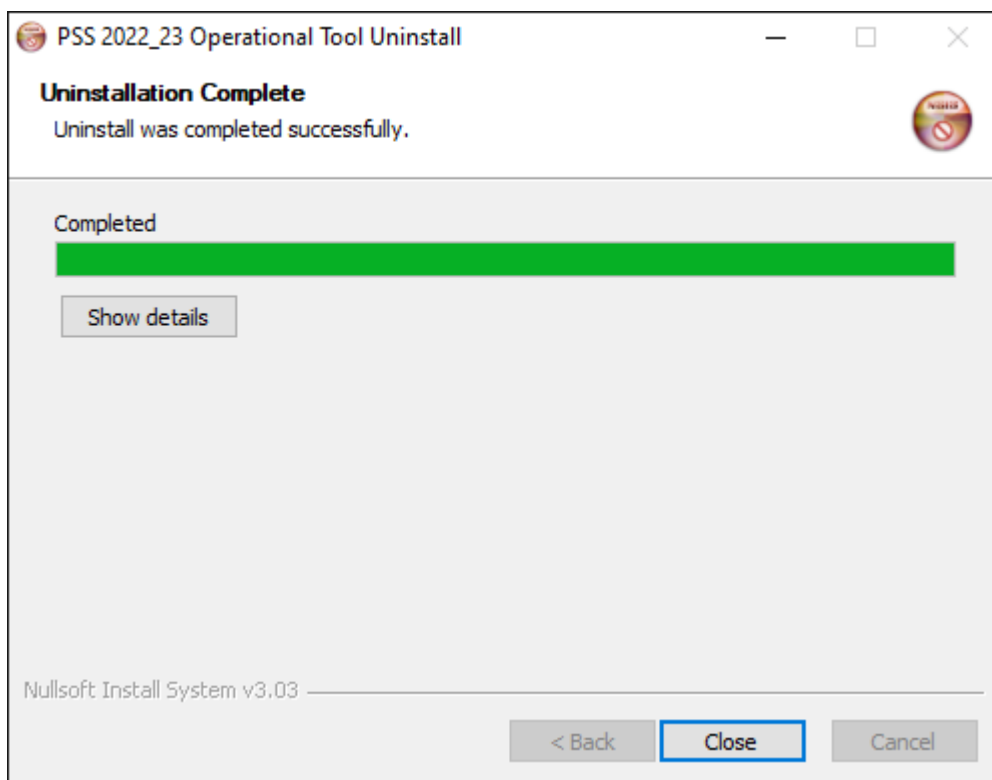 PSS 2022_23 Operational Tool Uninstall
Uninstallation Complete
Uninstall was completed successfully.
Completed
Show details
Nullsoft Install System v3.03
< Back
Close
Cancel